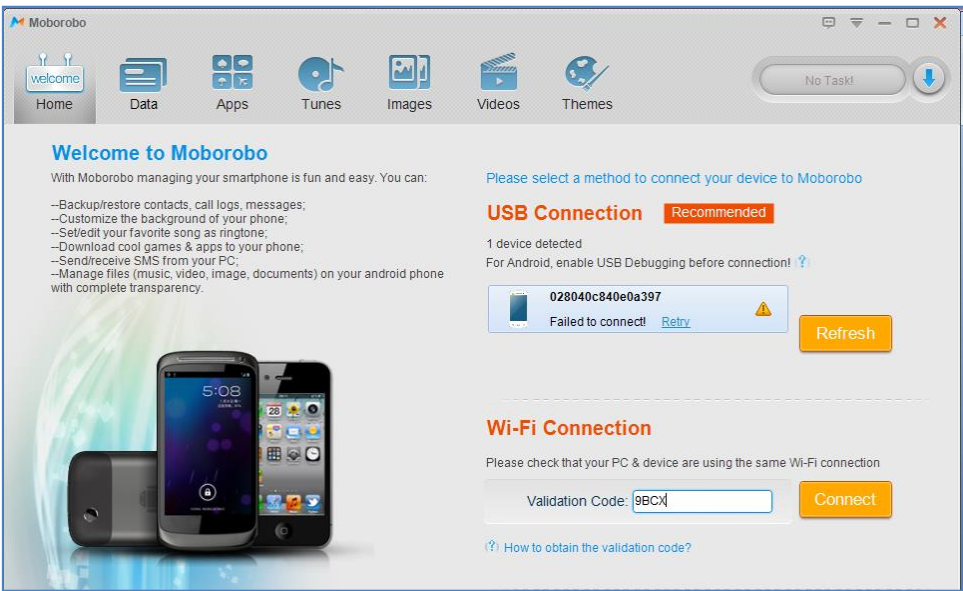 Moborobo
welcome
Home
Data
Apps
Tunes
Images
Videos
Themes
No Task!
Welcome to Moborobo
With Moborobo managing your smartphone is fun and easy. You can:
--Backup/restore contacts, call logs, messages;
--Customize the background of your phone;
--Set/edit your favorite song as ringtone;
--Download cool games & apps to your phone;
--Send/receive SMS from your PC;
--Manage files (music, video, image, documents) on your android phone
with complete transparency.
5:08
28
Please select a method to connect your device to Moborobo
USB Connection Recommended
1 device detected
For Android, enable USB Debugging before connection! (?)
028040c840e0a397
Failed to connect! Retry
Refresh
Wi-Fi Connection
Please check that your PC & device are using the same Wi-Fi connection
Validation Code: 9BCX
Connect
(?) How to obtain the validation code?